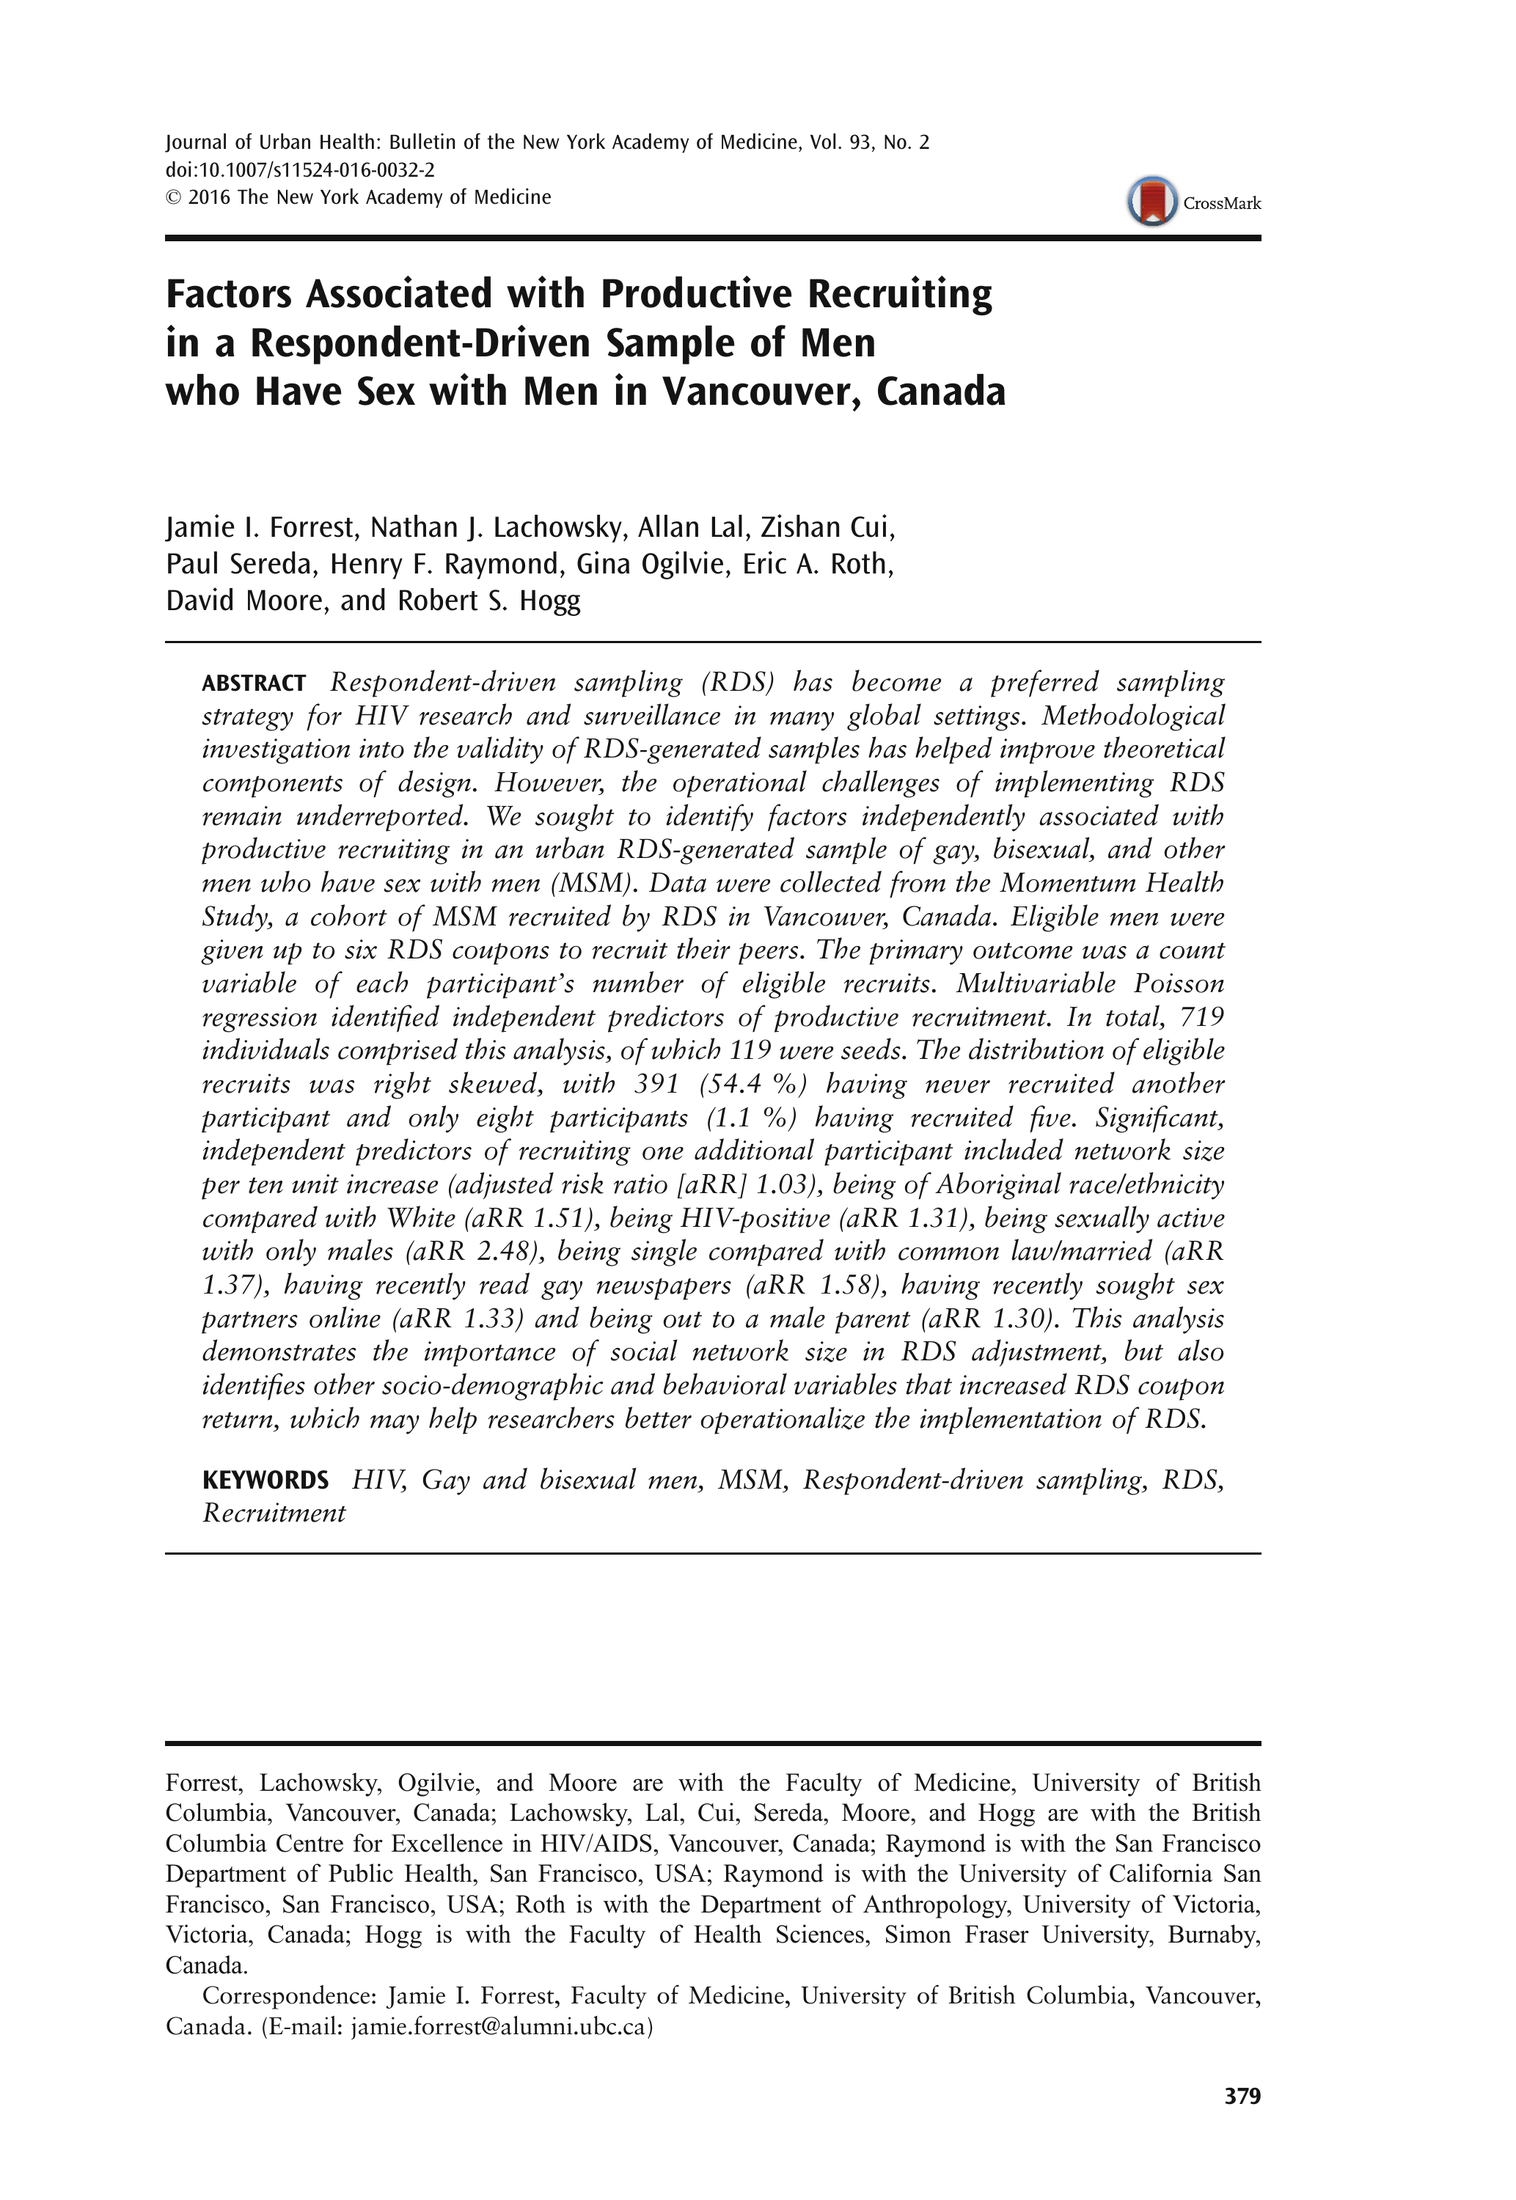 Journal of Urban Health: Bulletin of the New York Academy of Medicine, Vol. 93, No. 2
doi:10.1007/s11524-016-0032-2
© 2016 The New York Academy of Medicine
CrossMark
Factors Associated with Productive Recruiting
in a Respondent-Driven Sample of Men
who Have Sex with Men in Vancouver, Canada
Jamie I. Forrest, Nathan J. Lachowsky, Allan Lal, Zishan Cui,
Paul Sereda, Henry F. Raymond, Gina Ogilvie, Eric A. Roth,
David Moore, and Robert S. Hogg
ABSTRACT Respondent-driven sampling (RDS) has become a preferred sampling
strategy for HIV research and surveillance in many global settings. Methodological
investigation into the validity of RDS-generated samples has helped improve theoretical
components of design. However, the operational challenges of implementing RDS
remain underreported. We sought to identify factors independently associated with
productive recruiting in an urban RDS-generated sample of gay, bisexual, and other
men who have sex with men (MSM). Data were collected from the Momentum Health
Study, a cohort of MSM recruited by RDS in Vancouver, Canada. Eligible men were
given up to six RDS coupons to recruit their peers. The primary outcome was a count
variable of each participant's number of eligible recruits. Multivariable Poisson
regression identified independent predictors of productive recruitment. In total, 719
individuals comprised this analysis, of which 119 were seeds. The distribution of eligible
recruits was right skewed, with 391 (54.4 %) having never recruited another
participant and only eight participants (1.1 %) having recruited five. Significant,
independent predictors of recruiting one additional participant included network size
per ten unit increase (adjusted risk ratio [aRR] 1.03), being of Aboriginal race/ethnicity
compared with White (aRR 1.51), being HIV-positive (aRR 1.31), being sexually active
with only males (aRR 2.48), being single compared with common law/married (aRR
1.37), having recently read gay newspapers (aRR 1.58), having recently sought sex
partners online (aRR 1.33) and being out to a male parent (aRR 1.30). This analysis
demonstrates the importance of social network size in RDS adjustment, but also
identifies other socio-demographic and behavioral variables that increased RDS coupon
return, which may help researchers better operationalize the implementation of RDS.
KEYWORDS HIV, Gay and bisexual men, MSM, Respondent-driven sampling, RDS,
Recruitment
Forrest, Lachowsky, Ogilvie, and Moore are with the Faculty of Medicine, University of British
Columbia, Vancouver, Canada; Lachowsky, Lal, Cui, Sereda, Moore, and Hogg are with the British
Columbia Centre for Excellence in HIV/AIDS, Vancouver, Canada; Raymond is with the San Francisco
Department of Public Health, San Francisco, USA; Raymond is with the University of California San
Francisco, San Francisco, USA; Roth is with the Department of Anthropology, University of Victoria,
Victoria, Canada; Hogg is with the Faculty of Health Sciences, Simon Fraser University, Burnaby,
Canada.
Correspondence: Jamie I. Forrest, Faculty of Medicine, University of British Columbia, Vancouver,
Canada. (E-mail: jamie.forrest@alumni.ubc.ca)
379